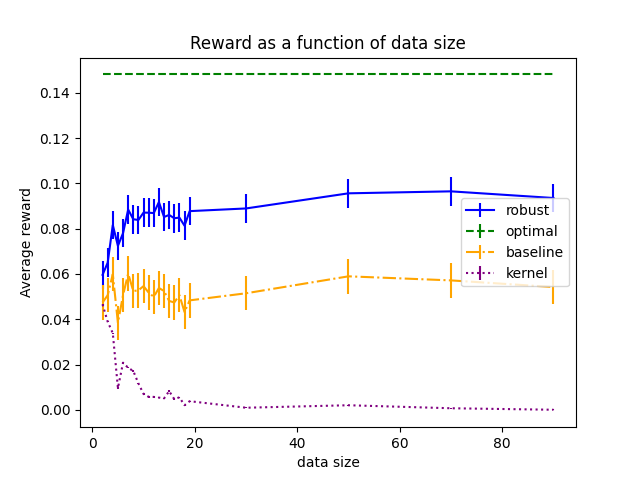 Reward as a function of data size
Average reward
0.14
0.12
0.10
0.08
0.06
0.04
0.02
0.00
robust
optimal
baseline
kernel
0
20
40
60
80
data size